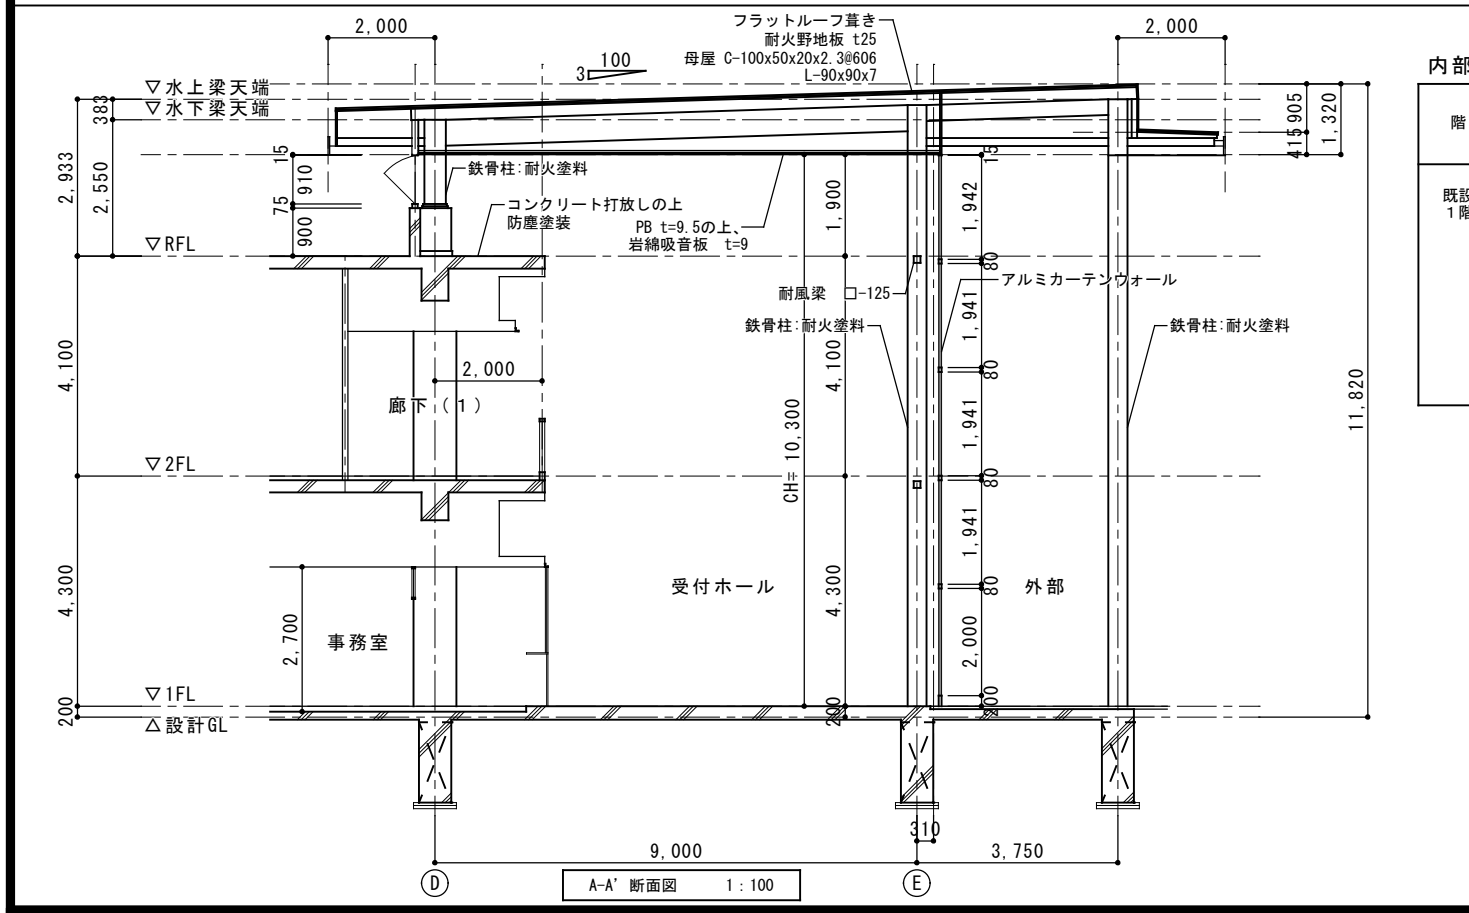 2,000
フラットルーフ葺き
耐火野地板 t25
母屋 C-100x50x20x2.3@606
L-90x90x7
2,000
100
3
内部
階
既設
1階
▽水上梁天端
▽水下梁天端
383
2,933
2,550
15
910
75
900
鉄骨柱:耐火塗料
コンクリート打放しの上
防塵塗装
PB t=9.5の上、
岩綿吸音板 t=9
1,900
15
1,942
415
905
1,320
▽RFL
80
アルミカーテンウォール
耐風梁 □-125
1,941
鉄骨柱:耐火塗料
鉄骨柱:耐火塗料
4,100
2,000
4,100
80
廊下(1)
CH= 10,300
1,941
11,820
▽2FL
80
1,941
4,300
2,700
事務室
受付ホール
4,300
80
外部
2,000
▽1FL
200
△設計GL
200
310
9,000
3,750
D
E
A-A' 断面図 1:100